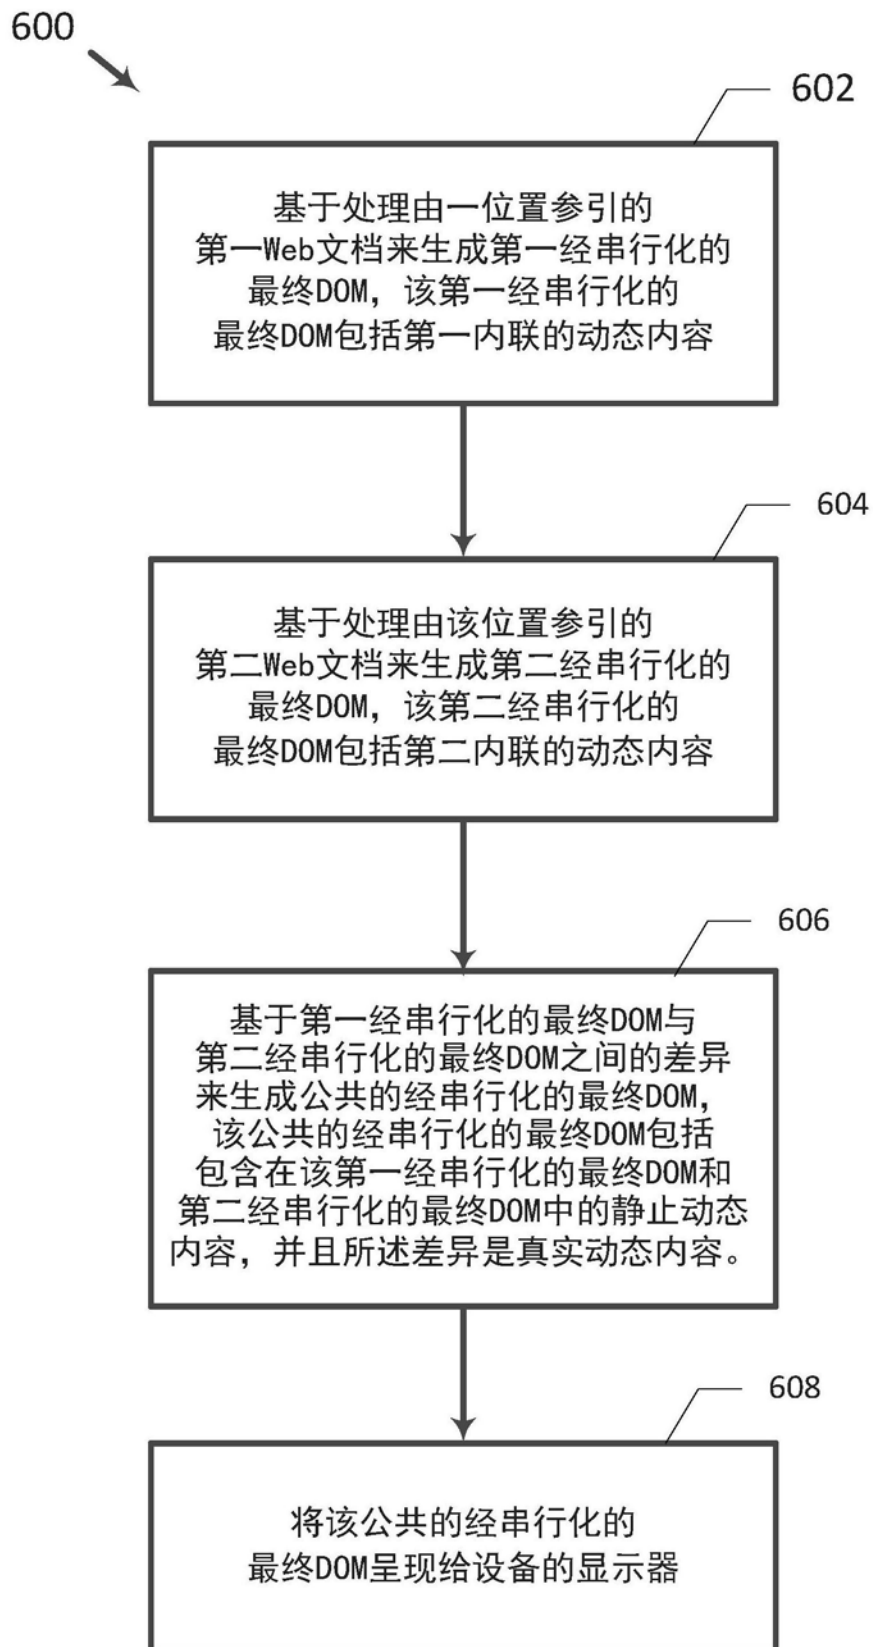 600
602
基于处理由一位置参引的
第一Web文档来生成第一经串行化的
最终DOM，该第一经串行化的
最终DOM包括第一内联的动态内容
604
基于处理由该位置参引的
第二Web文档来生成第二经串行化的
最终DOM，该第二经串行化的
最终DOM包括第二内联的动态内容
606
基于第一经串行化的最终DOM与
第二经串行化的最终DOM之间的差异
来生成公共的经串行化的最终DOM，
该公共的经串行化的最终DOM包括
包含在该第一经串行化的最终DOM和
第二经串行化的最终DOM中的静止动态
内容，并且所述差异是真实动态内容。
608
将该公共的经串行化的
最终DOM呈现给设备的显示器